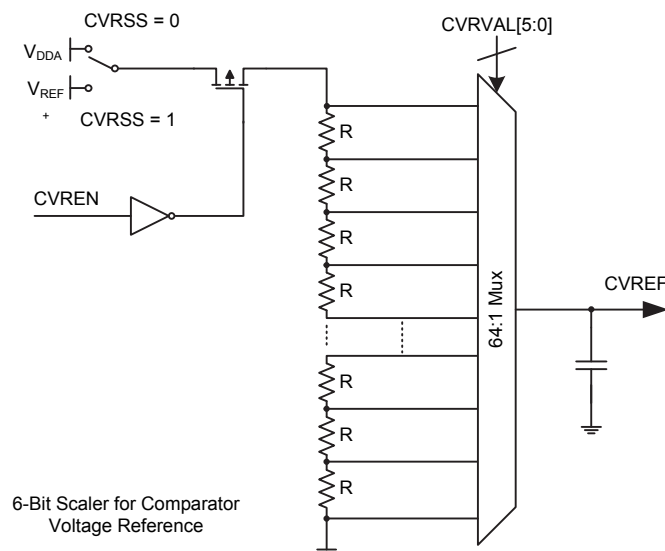 CVRSS = 0
CVRVAL[5:0]
VDDA
VREF
+
CVRSS = 1
R
R
CVREN
R
R
64:1 Mux
CVREF
R
R
R
6-Bit Scaler for Comparator
Voltage Reference